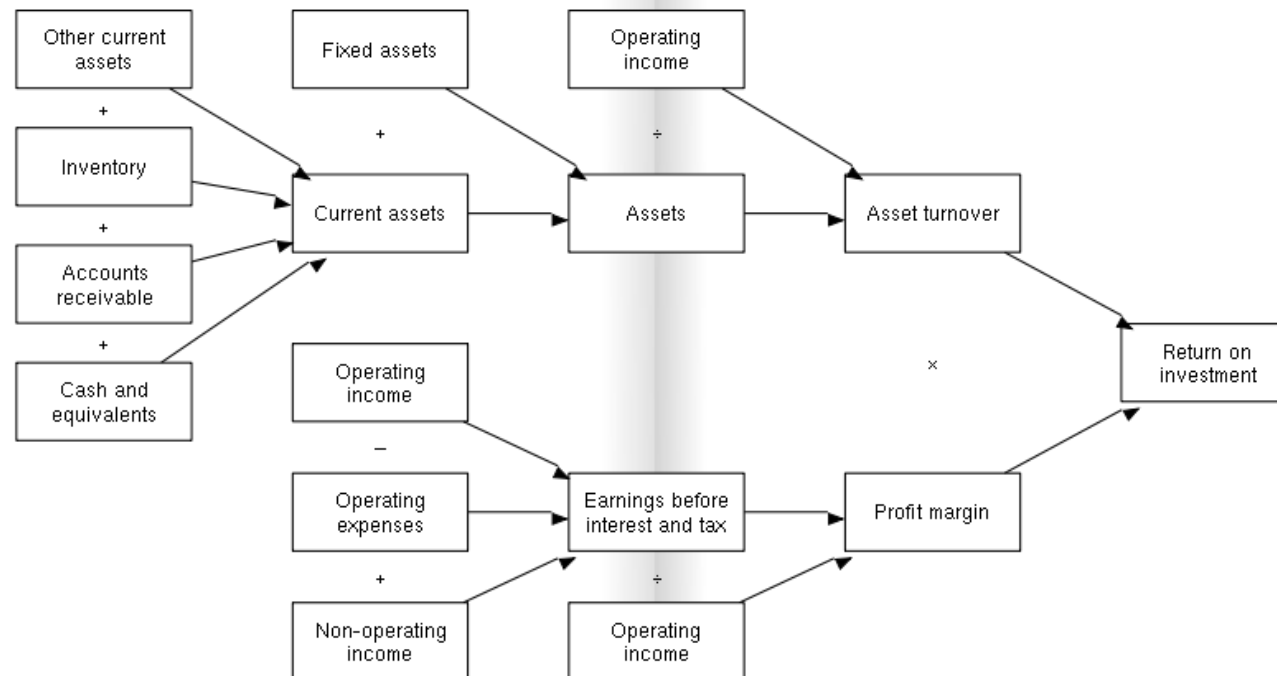 Other current
assets
Fixed assets
Operating
income
+
+
÷
Inventory
Current assets
Assets
Asset turnover
+
Accounts
receivable
+
Cash and
equivalents
Operating
income
×
Return on
investment
–
Operating
expenses
Earnings before
interest and tax
Profit margin
+
÷
Non-operating
income
Operating
income